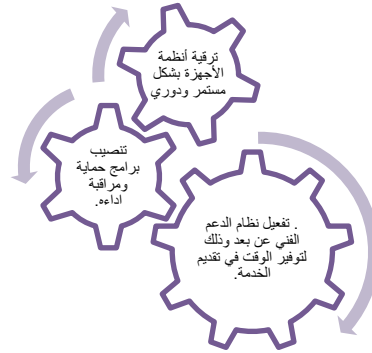 ترقية أنظمة
الأجهزة بشكل
مستمر ودوري
تنصيب
برامج حماية
ومراقبة
اداءه.
. تفعيل نظام الدعم
الفني عن بعد وذلك
لتوفير الوقت في تقديم
الخدمة.